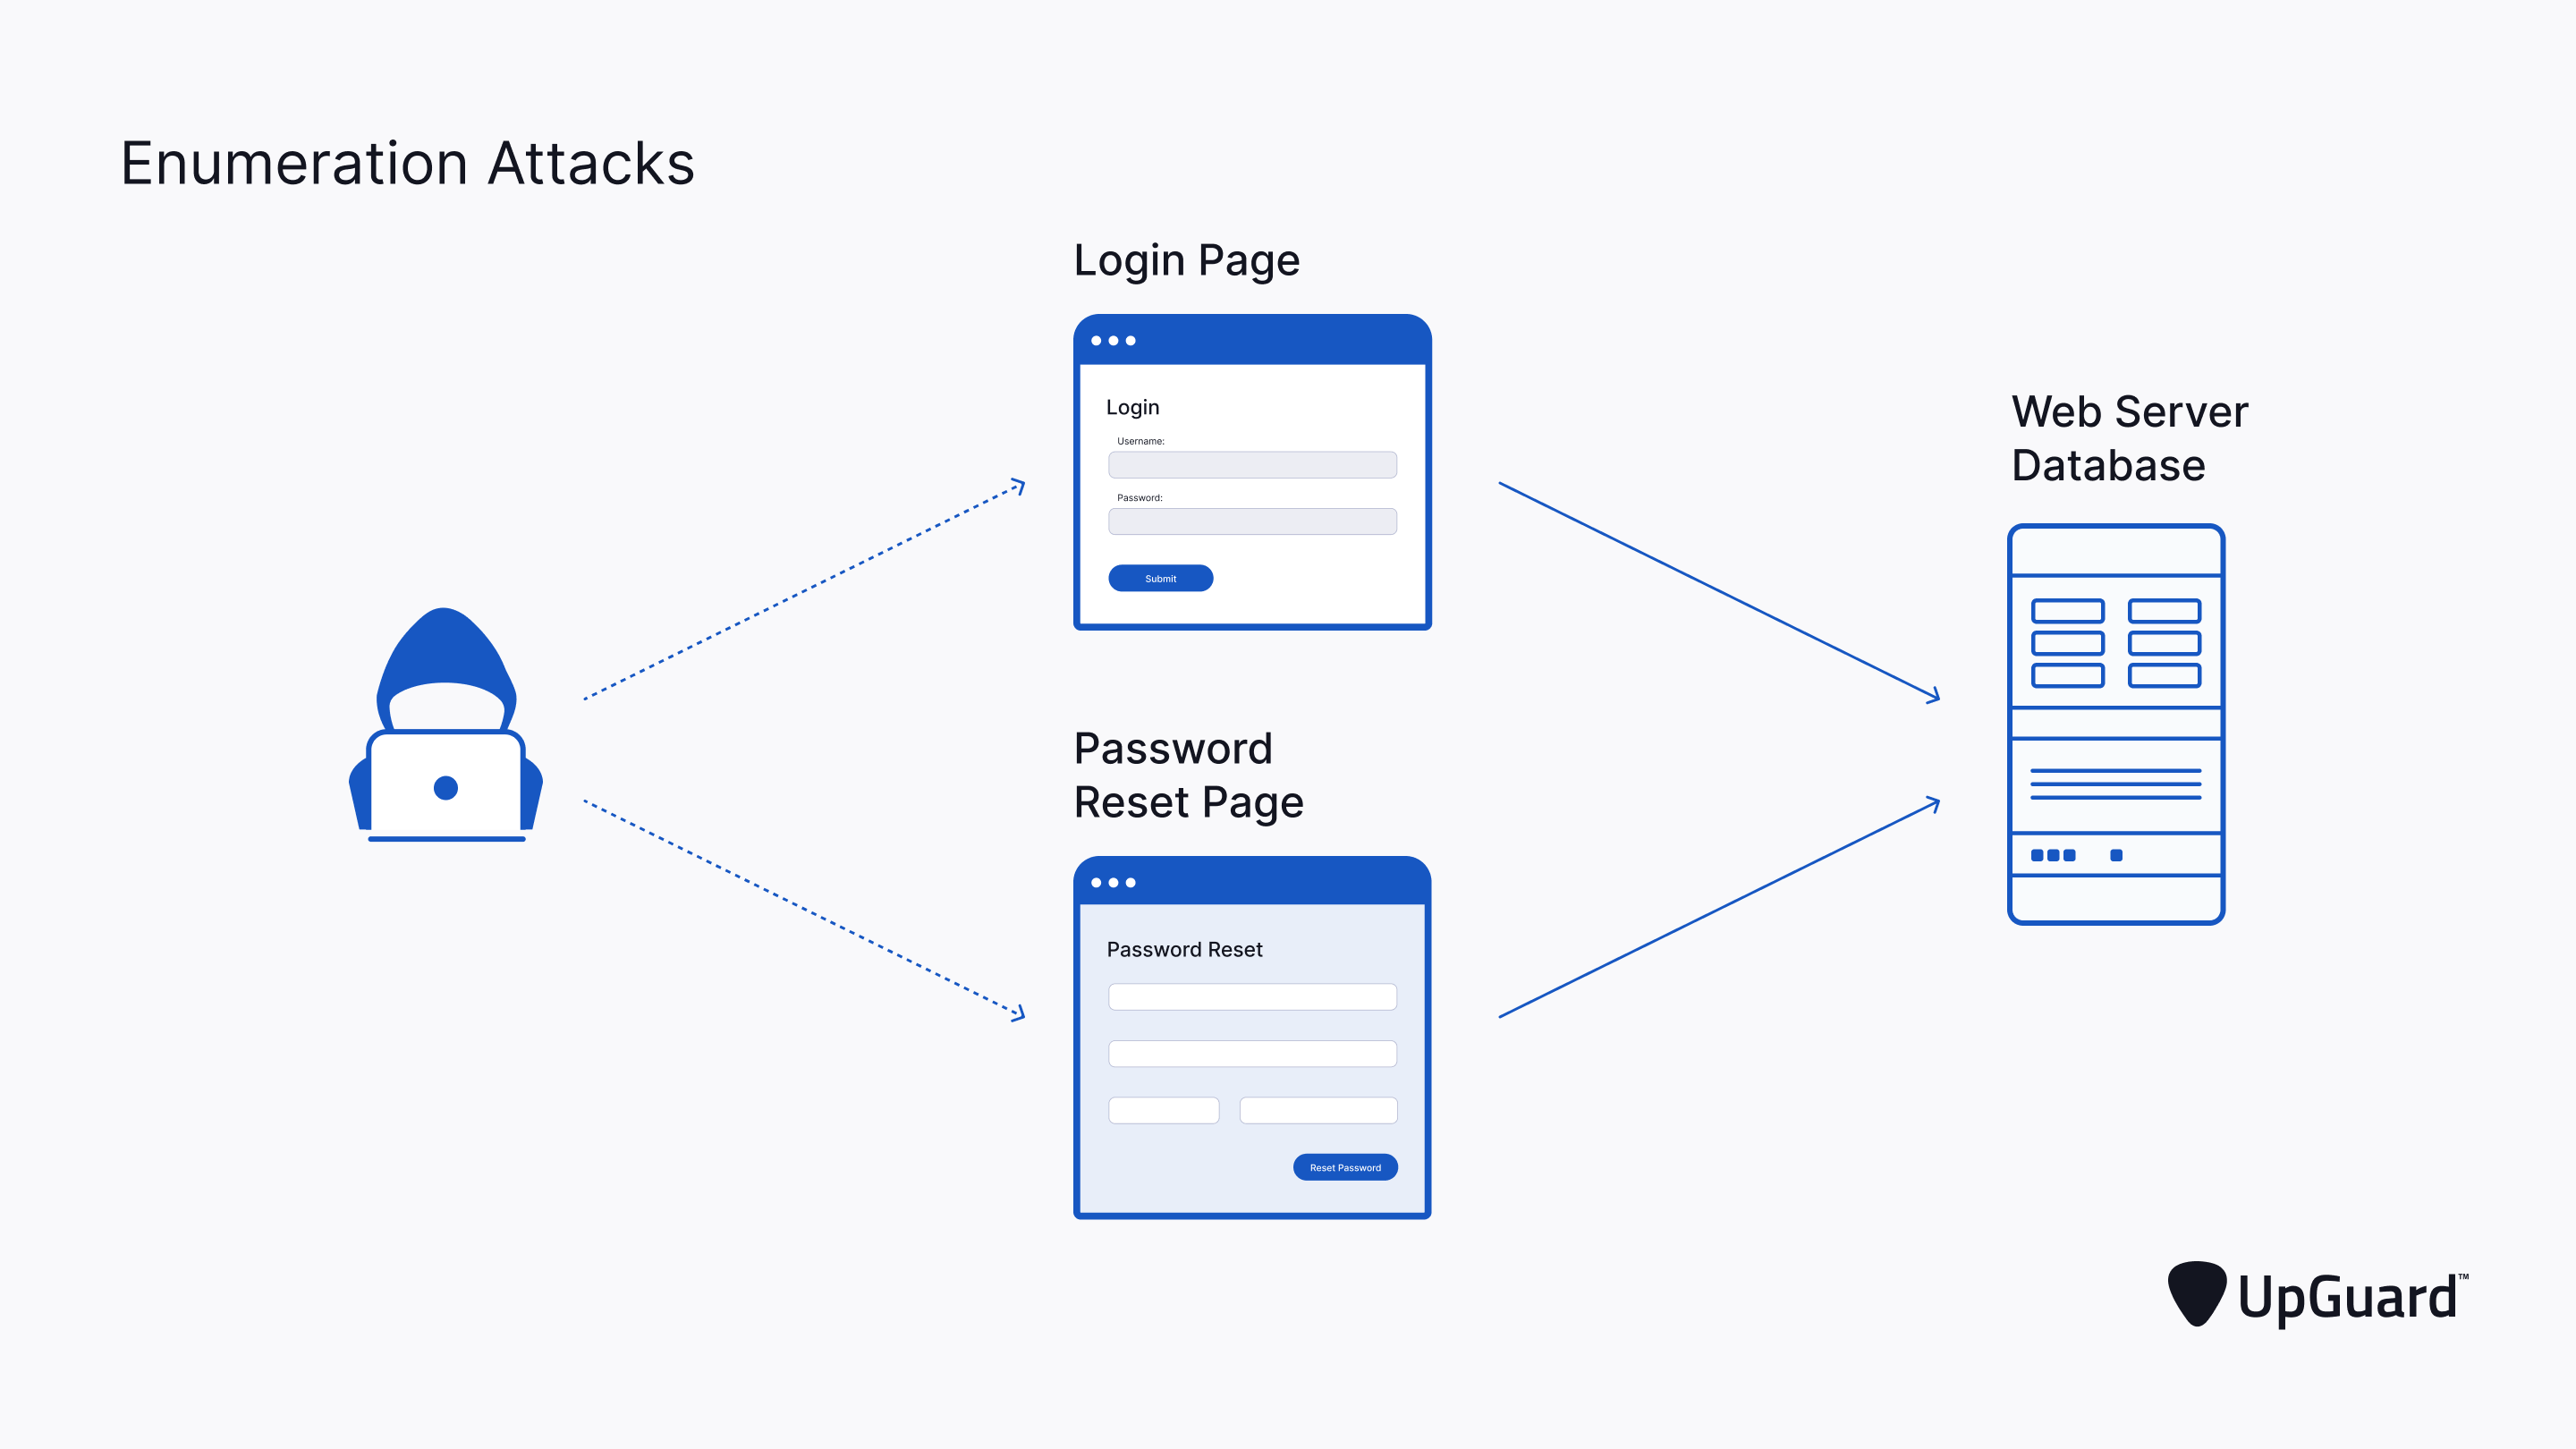 Enumeration Attacks
Login Page
Login
Username:
Password:
Submit
Password
Reset Page
Password Reset
Reset Password
Web Server
Database
UpGuard™